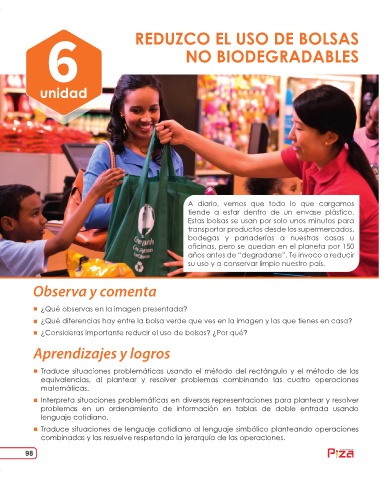 6
unidad
REDUZCO EL USO DE BOLSAS
NO BIODEGRADABLES
A diario, vemos que todo lo que cargamos
tiende a estar dentro de un envase plástico.
Estas bolsas se usan por solo unos minutos para
transportar productos desde los supermercados,
bodegas y panaderías a nuestras casas u
oficinas, pero se quedan en el planeta por 150
años antes de “degradarse”. Te invoco a reducir
su uso y a conservar limpio nuestro país.
Observa y comenta
¿Qué observas en la imagen presentada?
¿Qué diferencias hay entre la bolsa verde que ves en la imagen y las que tienes en casa?
¿Consideras importante reducir el uso de bolsas? ¿Por qué?
Aprendizajes y logros
Traduce situaciones problemáticas usando el método del rectángulo y el método de las
equivalencias, al plantear y resolver problemas combinando las cuatro operaciones
matemáticas.
Interpreta situaciones problemáticas en diversas representaciones para plantear y resolver
problemas en un ordenamiento de información en tablas de doble entrada usando
lenguaje cotidiano.
Traduce situaciones de lenguaje cotidiano al lenguaje simbólico planteando operaciones
combinadas y las resuelve respetando la jerarquía de las operaciones.
98
Piza